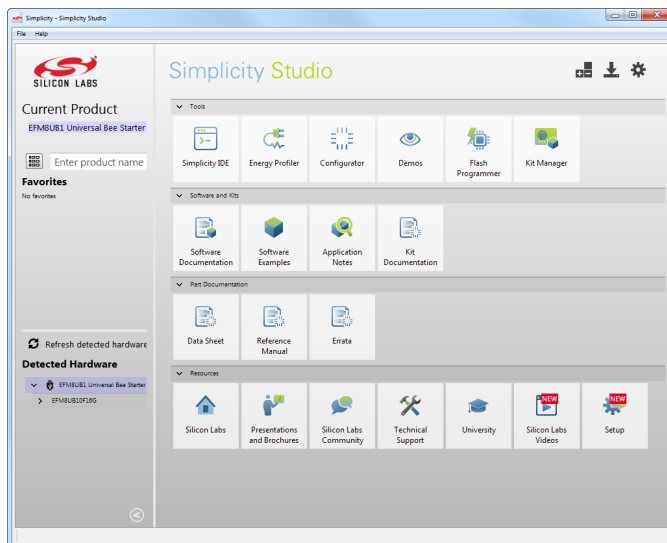 Simplicity - Simplicity Studio
File Help
SILICON LABS
Simplicity Studio
Current Product
EFM8UB1 Universal Bee Starter
Enter product name
Favorites
No favorites
Refresh detected hardware
Detected Hardware
EFM8UB1 Universal Bee Starter
EFM8UB10F16G
Tools
Simplicity IDE
Energy Profiler
Configurator
Demos
Flash
Programmer
Kit Manager
Software and Kits
Software
Documentation
Software
Examples
Application
Notes
Kit
Documentation
Part Documentation
Data Sheet
Reference
Manual
Errata
Resources
Silicon Labs
Presentations
and Brochures
Silicon Labs
Community
Technical
Support
University
NEW
Silicon Labs
Videos
NEW
Setup